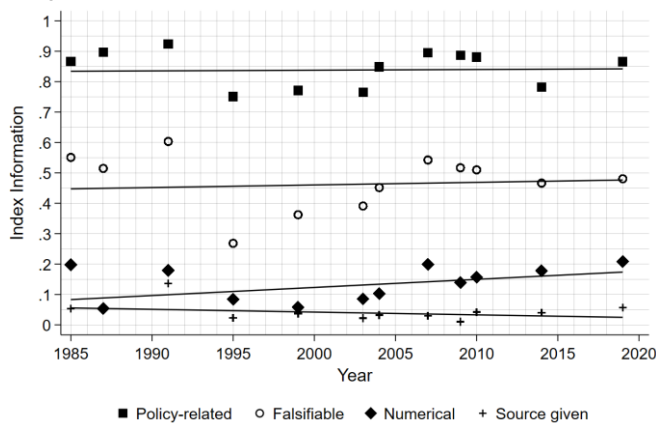 1
.9
.8
.7
.6
.5
.4
.3
.2
.1
0
Index Information
1985 1990 1995 2000 2005 2010 2015 2020
Year
Policy-related Falsifiable Numerical Source given